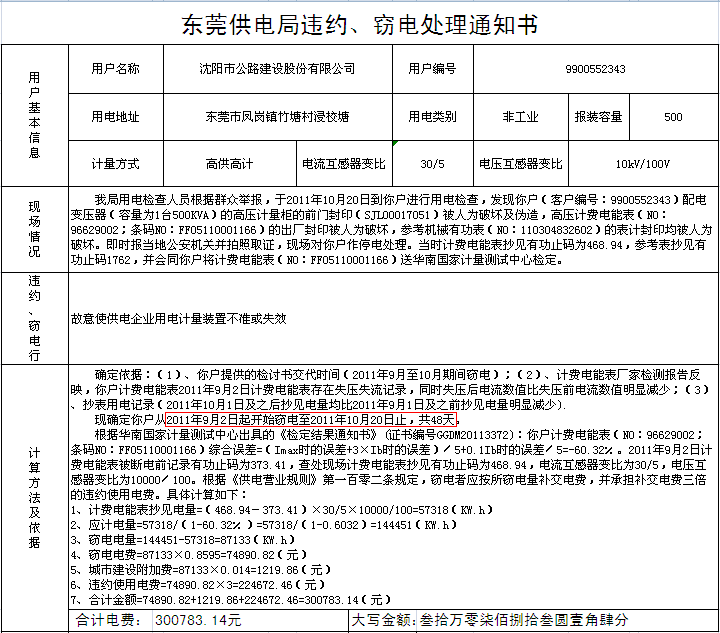 东莞供电局违约、窃电处理通知书
用户基本信息
用户名称 沈阳市公路建设股份有限公司 用户编号 9900552343
用电地址 东莞市凤岗镇竹塘村浸校塘 用电类别 非工业 报装容量 500
计量方式 高供高计 电流互感器变比 30/5 电压互感器变比 10kV/100V
现场情况
我局用电检查人员根据群众举报，于2011年10月20日到你户进行用电检查，发现你户（客户编号：9900552343）配电
变压器（容量为1台500KVA）的高压计量柜的前门封印（SJL00017051）被人为破坏及伪造，高压计费电能表（NO：
96629002；条码NO：FF05110001166）的出厂封印被人为破坏，参考机械有功表（NO：110304832602）的表计封印均被人为
破坏。即时报当地公安机关并拍照取证，现场对你户作停电处理。当时计费电能表抄见有功止码为468.94，参考表抄见有
功止码1762，并会同你户将计费电能表（NO：FF05110001166）送华南国家计量测试中心检定。
违约、窃电行
故意使供电企业用电计量装置不准或失效
计算方法及依据
确定依据：（1）、你户提供的检讨书交代时间（2011年9月至10月期间窃电）；（2）、计费电能表厂家检测报告反
映，你户计费电能表2011年9月2日计费电能表存在失压失流记录，同时失压后电流数值比失压前电流数值明显减少；（3）
、抄表用电记录（2011年10月1日及之后抄见电量均比2011年9月1日及之前抄见电量明显减少）.
现确定你户从2011年9月2日起开始窃电至2011年10月20日止，共48天。
根据华南国家计量测试中心出具的《检定结果通知书》(证书编号GGDM20113372)：你户计费电能表（NO：96629002；
条码NO：FF05110001166）综合误差=（Imax时的误差+3×Ib时的误差）/5+0.1Ib时的误差/5=-60.32%。2011年9月2日计
费电能表被断电前记录有功止码为373.41，查处现场计费电能表抄见有功止码为468.94，电流互感器变比为30/5，电压互
感器变比为10000/100。根据《供电营业规则》第一百零二条规定，窃电者应按所窃电量补交电费，并承担补交电费三倍
的违约使用电费。具体计算如下：
1、计费电能表抄见电量=（468.94－373.41）×30/5×10000/100=57318（KW.h）
2、应计电量=57318/（1-60.32%）=57318/（1-0.6032）=144451（KW.h）
3、窃电电量=144451-57318=87133（KW.h）
4、窃电电费=87133×0.8595=74890.82（元）
5、城市建设附加费=87133×0.014=1219.86（元）
6、违约使用电费=74890.82×3=224672.46（元）
7、合计金额=74890.82+1219.86+224672.46=300783.14（元）
合计电费： 300783.14元 大写金额：叁拾万零柒佰捌拾叁圆壹角肆分